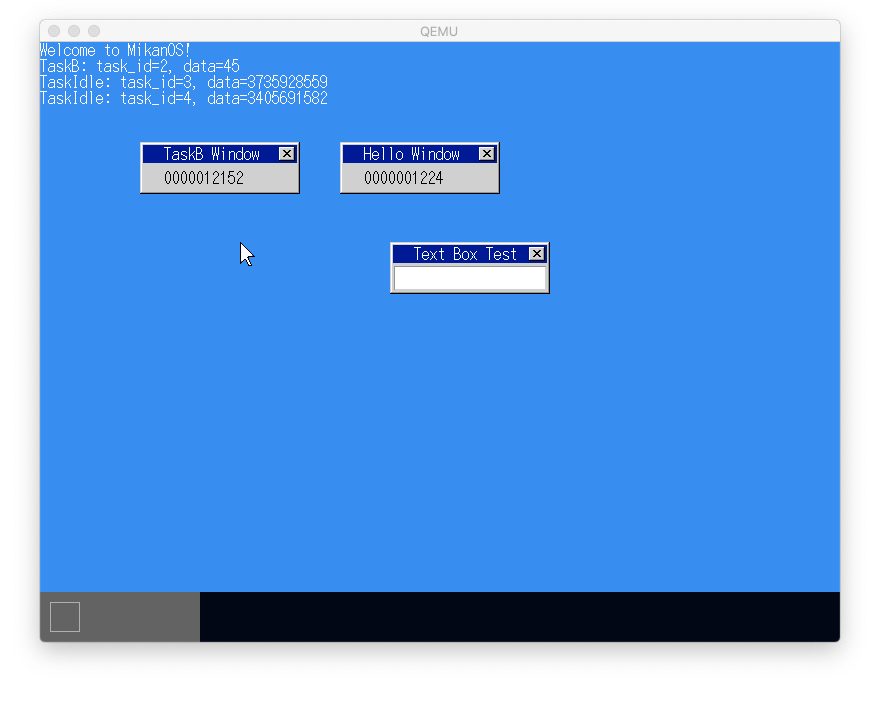 QEMU
Welcome to MikanOS!
TaskB: task_id=2, data=45
TaskIdle: task_id=3, data=3735928559
TaskIdle: task_id=4, data=3405691582
TaskB Window
Hello Window
0000012152
0000001224
Text Box Test